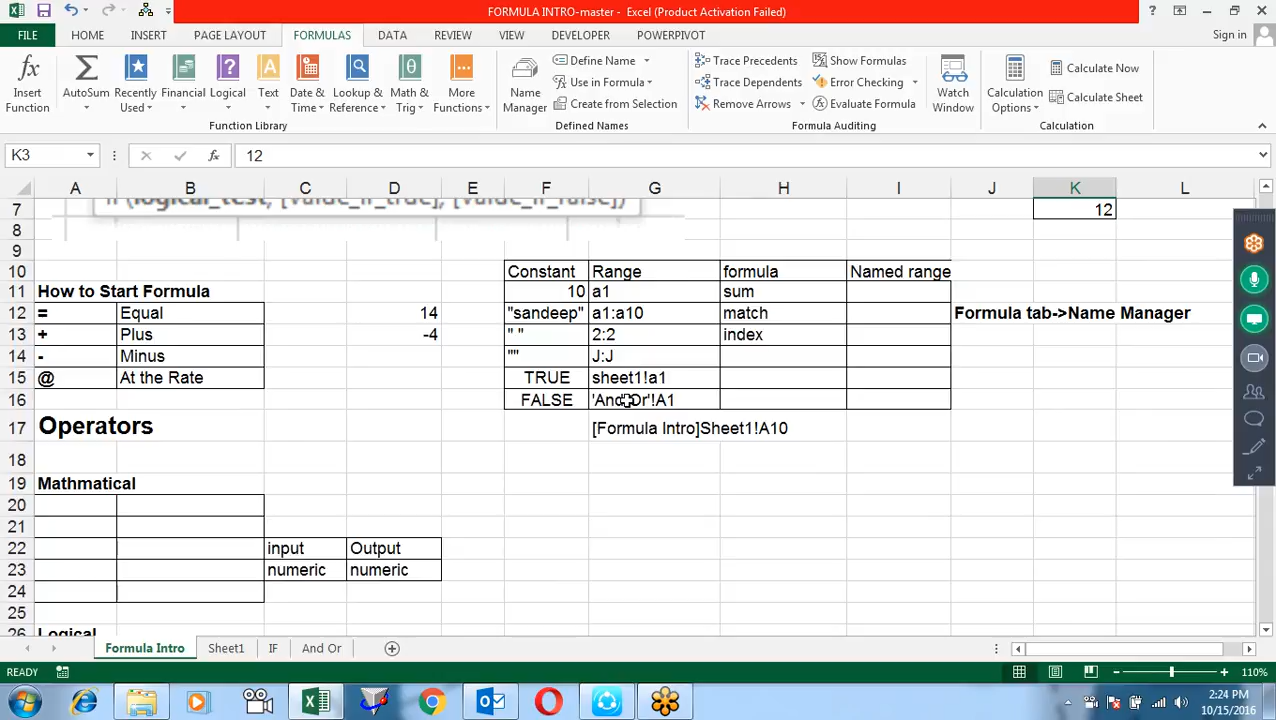 FORMULA INTRO-master - Excel (Product Activation Failed)
FILE HOME INSERT PAGE LAYOUT FORMULAS DATA REVIEW VIEW DEVELOPER POWERPIVOT Sign in
Insert Function
AutoSum
Recently Used
Financial
Logical
Text
Date & Time
Lookup & Reference
Math & Trig
More Functions
Function Library
Name Manager
Define Name
Use in Formula
Create from Selection
Defined Names
Trace Precedents
Trace Dependents
Remove Arrows
Show Formulas
Error Checking
Evaluate Formula
Formula Auditing
Watch Window
Calculation Options
Calculate Now
Calculate Sheet
Calculation
K3 fx 12
A B C D E F G H I J K L
7 12
8
9
10 Constant Range formula Named range
11 How to Start Formula 10 a1 sum
12 = Equal 14 "sandeep" a1:a10 match Formula tab->Name Manager
13 + Plus -4 " " 2:2 index
14 - Minus "" J:J
15 @ At the Rate TRUE sheet1!a1
16 FALSE 'And Or'!A1
17 Operators [Formula Intro]Sheet1!A10
18
19 Mathmatical
20
21
22 input Output
23 numeric numeric
24
25
26 Logical
Formula Intro Sheet1 IF And Or
READY 110%
2:24 PM
10/15/2016